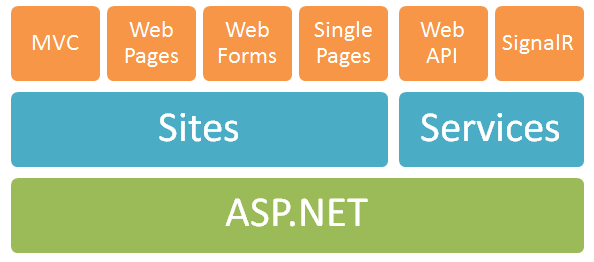 MVC
Web
Pages
Web
Forms
Single
Pages
Web
API
SignalR
Sites
Services
ASP.NET